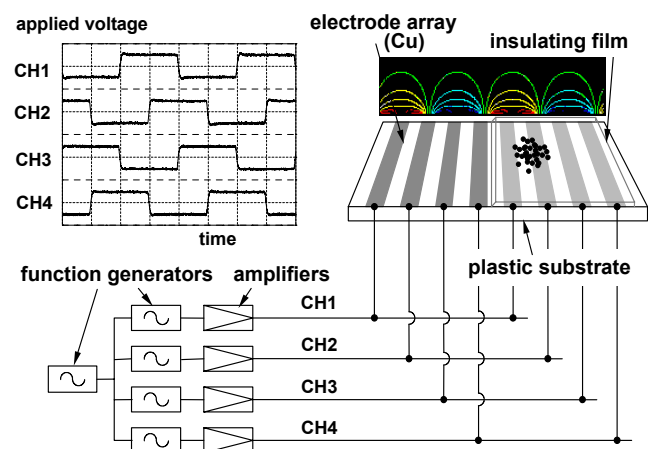 applied voltage
CH1
CH2
CH3
CH4
time
electrode array
(Cu)
insulating film
plastic substrate
function generators
amplifiers
CH1
CH2
CH3
CH4